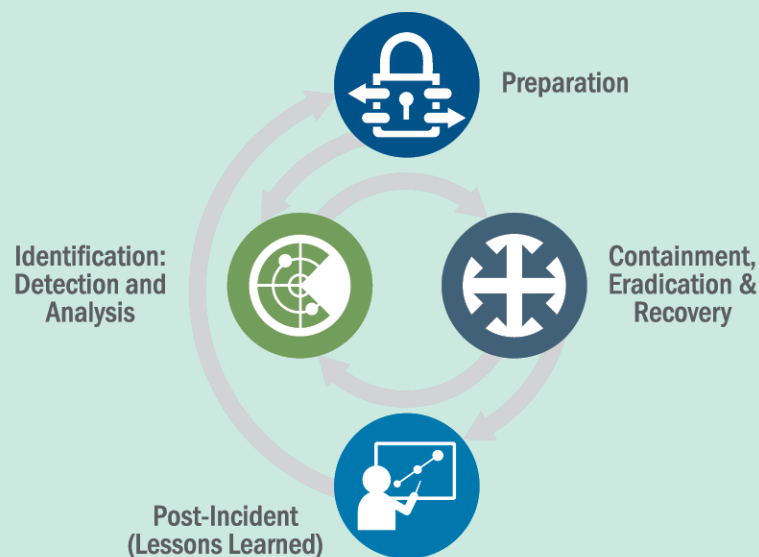 Preparation
Identification:
Detection and
Analysis
Containment,
Eradication &
Recovery
Post-Incident
(Lessons Learned)